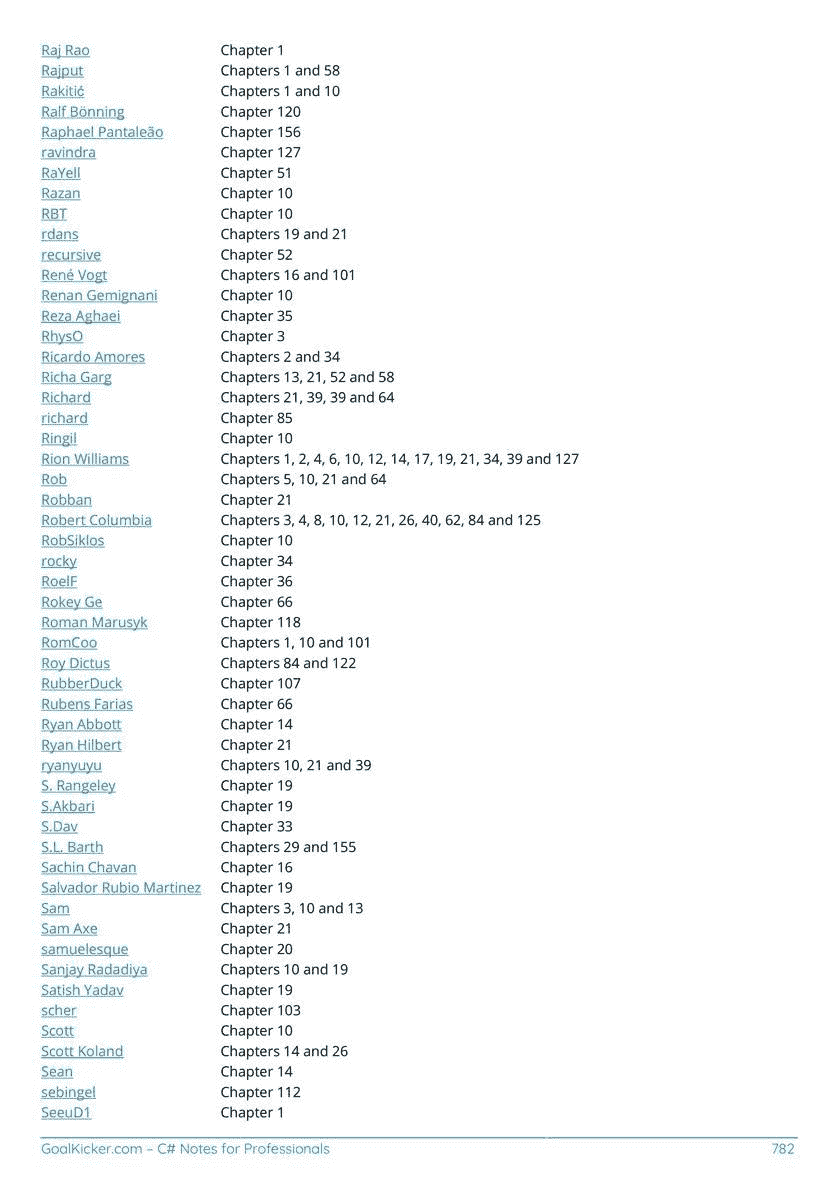 Raj Rao Chapter 1
Rajput Chapters 1 and 58
Rakitić Chapters 1 and 10
Ralf Bönning Chapter 120
Raphael Pantaleão Chapter 156
ravindra Chapter 127
RaYell Chapter 51
Razan Chapter 10
RBT Chapter 10
rdans Chapters 19 and 21
recursive Chapter 52
René Vogt Chapters 16 and 101
Renan Gemignani Chapter 10
Reza Aghaei Chapter 35
RhysO Chapter 3
Ricardo Amores Chapters 2 and 34
Richa Garg Chapters 13, 21, 52 and 58
Richard Chapters 21, 39, 39 and 64
richard Chapter 85
Ringil Chapter 10
Rion Williams Chapters 1, 2, 4, 6, 10, 12, 14, 17, 19, 21, 34, 39 and 127
Rob Chapters 5, 10, 21 and 64
Robban Chapter 21
Robert Columbia Chapters 3, 4, 8, 10, 12, 21, 26, 40, 62, 84 and 125
RobSiklos Chapter 10
rocky Chapter 34
RoelF Chapter 36
Rokey Ge Chapter 66
Roman Marusyk Chapter 118
RomCoo Chapters 1, 10 and 101
Roy Dictus Chapters 84 and 122
RubberDuck Chapter 107
Rubens Farias Chapter 66
Ryan Abbott Chapter 14
Ryan Hilbert Chapter 21
ryanyuyu Chapters 10, 21 and 39
S. Rangeley Chapter 19
S.Akbari Chapter 19
S.Dav Chapter 33
S.L. Barth Chapters 29 and 155
Sachin Chavan Chapter 16
Salvador Rubio Martinez Chapter 19
Sam Chapters 3, 10 and 13
Sam Axe Chapter 21
samuelesque Chapter 20
Sanjay Radadiya Chapters 10 and 19
Satish Yadav Chapter 19
scher Chapter 103
Scott Chapter 10
Scott Koland Chapters 14 and 26
Sean Chapter 14
sebingel Chapter 112
SeeuD1 Chapter 1
GoalKicker.com – C# Notes for Professionals 782